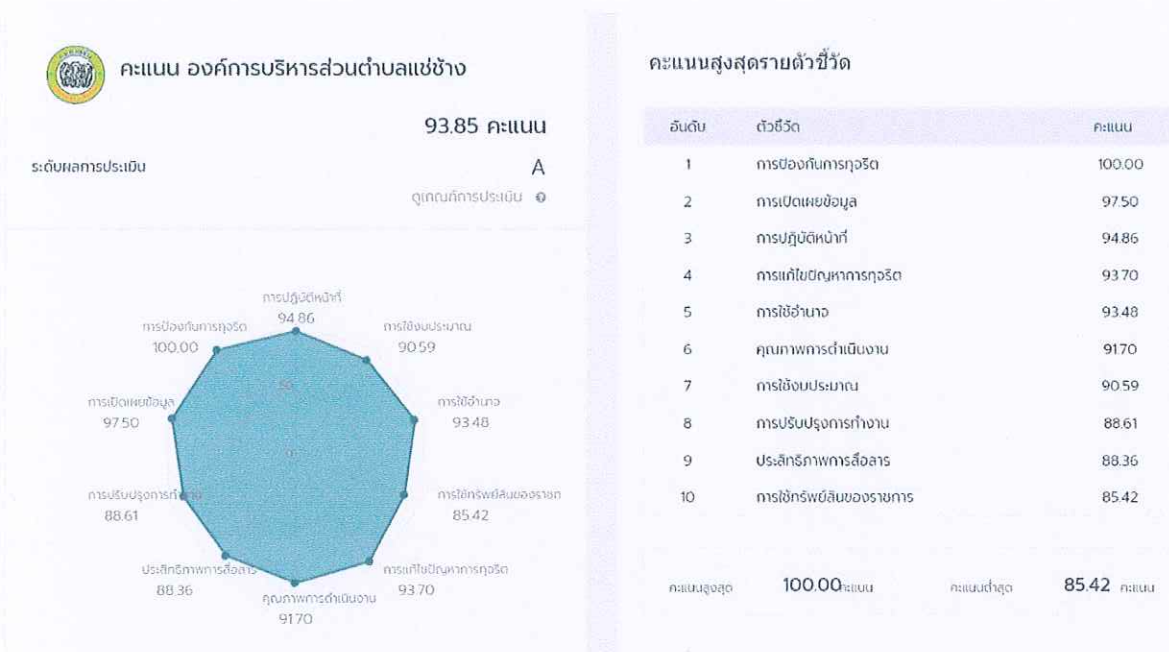 คะแนน องค์การบริหารส่วนตำบลแช่ช้าง
93.85 คะแนน
ระดับผลการประเมิน A
ดูเกณฑ์การประเมิน
การปฏิบัติหน้าที่
94.86
การป้องกันการทุจริต
100.00
การใช้งบประมาณ
90.59
การเปิดเผยข้อมูล
97.50
การใช้อำนาจ
93.48
การปรับปรุงการทำงาน
88.61
การใช้ทรัพย์สินของราชก
85.42
ประสิทธิภาพการสื่อสาร
88.36
การแก้ไขปัญหาการทุจริต
93.70
คุณภาพการดำเนินงาน
91.70
คะแนนสูงสุดรายตัวชี้วัด
อันดับ ตัวชี้วัด คะแนน
1 การป้องกันการทุจริต 100.00
2 การเปิดเผยข้อมูล 97.50
3 การปฏิบัติหน้าที่ 94.86
4 การแก้ไขปัญหาการทุจริต 93.70
5 การใช้อำนาจ 93.48
6 คุณภาพการดำเนินงาน 91.70
7 การใช้งบประมาณ 90.59
8 การปรับปรุงการทำงาน 88.61
9 ประสิทธิภาพการสื่อสาร 88.36
10 การใช้ทรัพย์สินของราชการ 85.42
คะแนนสูงสุด 100.00 คะแนน คะแนนต่ำสุด 85.42 คะแนน